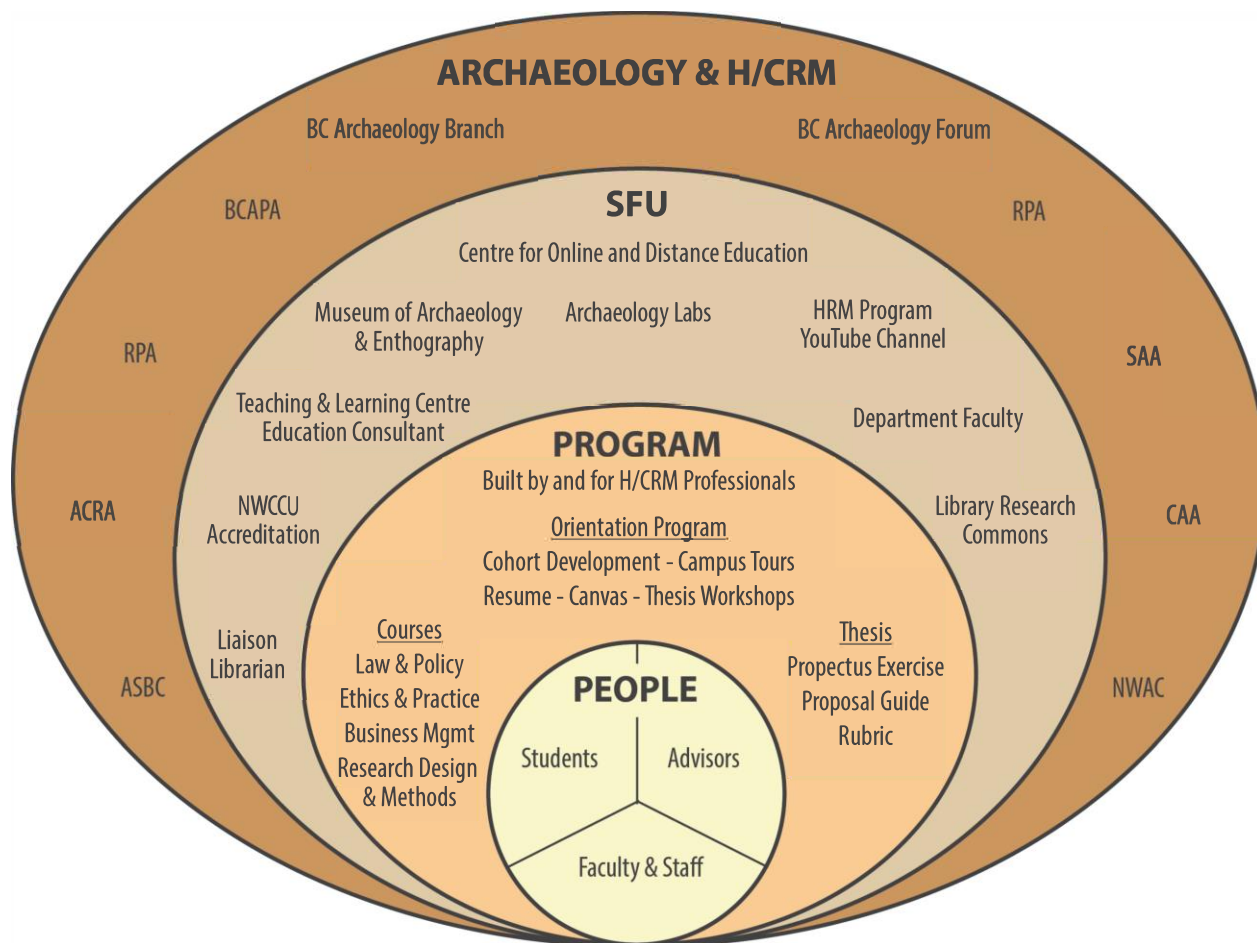 ARCHAEOLOGY & H/CRM
BC Archaeology Branch
BC Archaeology Forum
BCAPA
RPA
RPA
SAA
ACRA
CAA
ASBC
NWAC
SFU
Centre for Online and Distance Education
Museum of Archaeology
& Enthography
Archaeology Labs
HRM Program
YouTube Channel
Teaching & Learning Centre
Education Consultant
Department Faculty
NWCCU
Accreditation
Library Research
Commons
Liaison
Librarian
PROGRAM
Built by and for H/CRM Professionals
Orientation Program
Cohort Development - Campus Tours
Resume - Canvas - Thesis Workshops
Courses
Law & Policy
Ethics & Practice
Business Mgmt
Research Design
& Methods
Thesis
Propectus Exercise
Proposal Guide
Rubric
PEOPLE
Students
Advisors
Faculty & Staff